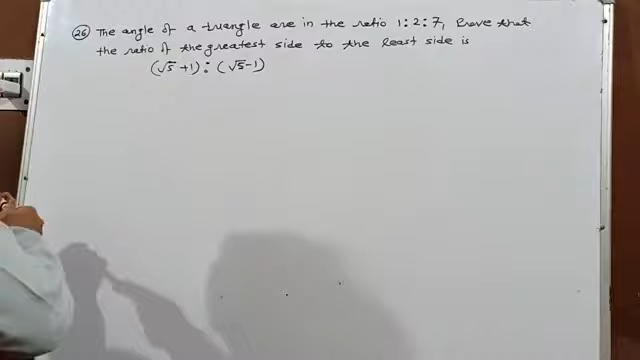 26 The angle of a triangle are in the ratio 1:2:7, Prove that
the ratio of the greatest side to the least side is
(√5 +1) : (√5-1)